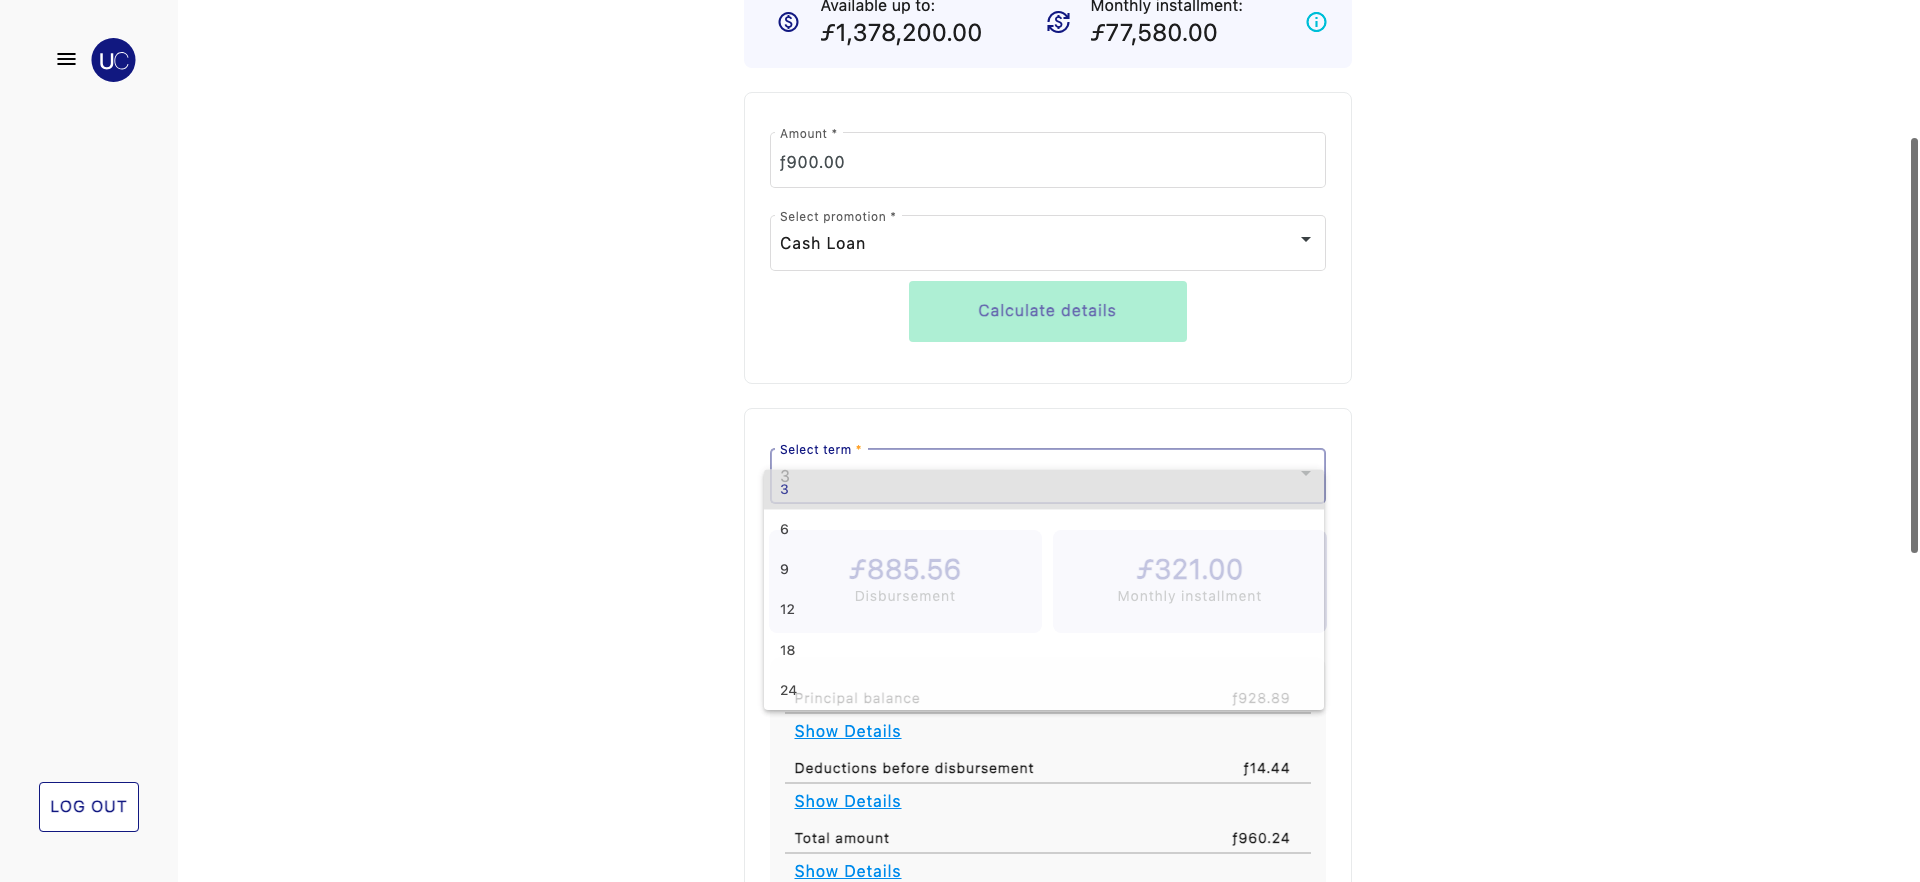 Available up to:
Monthly installment:
ƒ1,378,200.00
ƒ77,580.00
UC
Amount *
ƒ900.00
Select promotion *
Cash Loan
Calculate details
Select term *
3
3
6
9
12
18
24
ƒ885.56
Disbursement
ƒ321.00
Monthly installment
Principal balance
ƒ928.89
Show Details
Deductions before disbursement
ƒ14.44
Show Details
Total amount
ƒ960.24
Show Details
LOG OUT